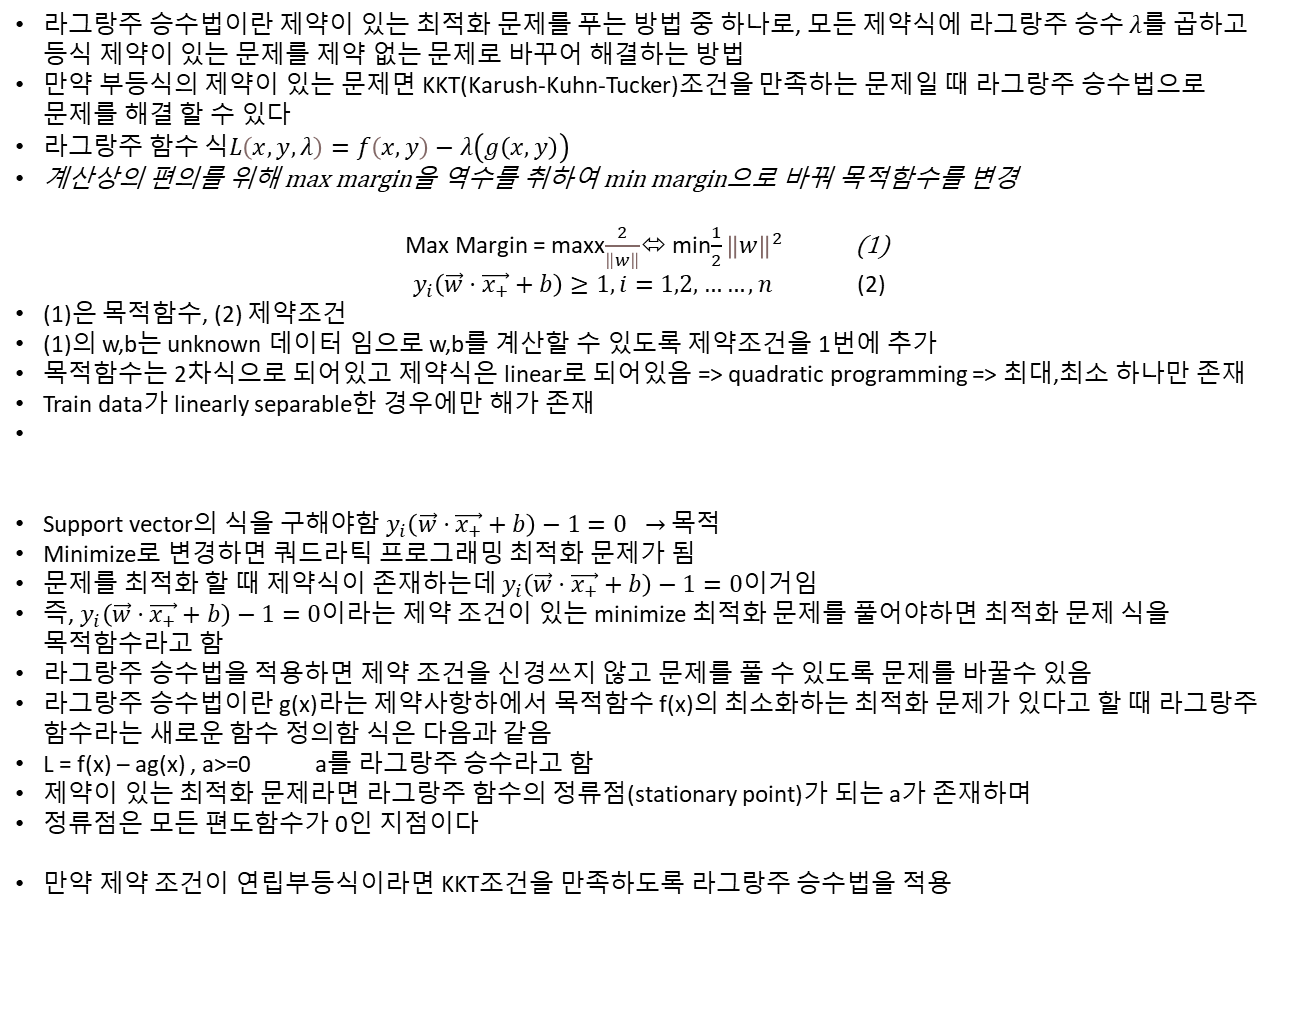 • 라그랑주 승수법이란 제약이 있는 최적화 문제를 푸는 방법 중 하나로, 모든 제약식에 라그랑주 승수 λ를 곱하고
등식 제약이 있는 문제를 제약 없는 문제로 바꾸어 해결하는 방법
• 만약 부등식의 제약이 있는 문제면 KKT(Karush-Kuhn-Tucker)조건을 만족하는 문제일 때 라그랑주 승수법으로
문제를 해결 할 수 있다
• 라그랑주 함수 식L(x, y, λ) = f(x, y) − λ(g(x, y))
• 계산상의 편의를 위해 max margin을 역수를 취하여 min margin으로 바꿔 목적함수를 변경
Max Margin = maxx 2/||w|| ⇔ min 1/2 ||w||² (1)
yᵢ(w⃗ · x₊⃗ + b) ≥ 1, i = 1,2, … …, n (2)
• (1)은 목적함수, (2) 제약조건
• (1)의 w,b는 unknown 데이터 임으로 w,b를 계산할 수 있도록 제약조건을 1번에 추가
• 목적함수는 2차식으로 되어있고 제약식은 linear로 되어있음 => quadratic programming => 최대,최소 하나만 존재
• Train data가 linearly separable한 경우에만 해가 존재
•
• Support vector의 식을 구해야함 yᵢ(w⃗ · x₊⃗ + b) − 1 = 0 → 목적
• Minimize로 변경하면 쿼드라틱 프로그래밍 최적화 문제가 됨
• 문제를 최적화 할 때 제약식이 존재하는데 yᵢ(w⃗ · x₊⃗ + b) − 1 = 0이거임
• 즉, yᵢ(w⃗ · x₊⃗ + b) − 1 = 0이라는 제약 조건이 있는 minimize 최적화 문제를 풀어야하면 최적화 문제 식을
목적함수라고 함
• 라그랑주 승수법을 적용하면 제약 조건을 신경쓰지 않고 문제를 풀 수 있도록 문제를 바꿀수 있음
• 라그랑주 승수법이란 g(x)라는 제약사항하에서 목적함수 f(x)의 최소화하는 최적화 문제가 있다고 할 때 라그랑주
함수라는 새로운 함수 정의함 식은 다음과 같음
• L = f(x) – ag(x) , a>=0 a를 라그랑주 승수라고 함
• 제약이 있는 최적화 문제라면 라그랑주 함수의 정류점(stationary point)가 되는 a가 존재하며
• 정류점은 모든 편도함수가 0인 지점이다
• 만약 제약 조건이 연립부등식이라면 KKT조건을 만족하도록 라그랑주 승수법을 적용